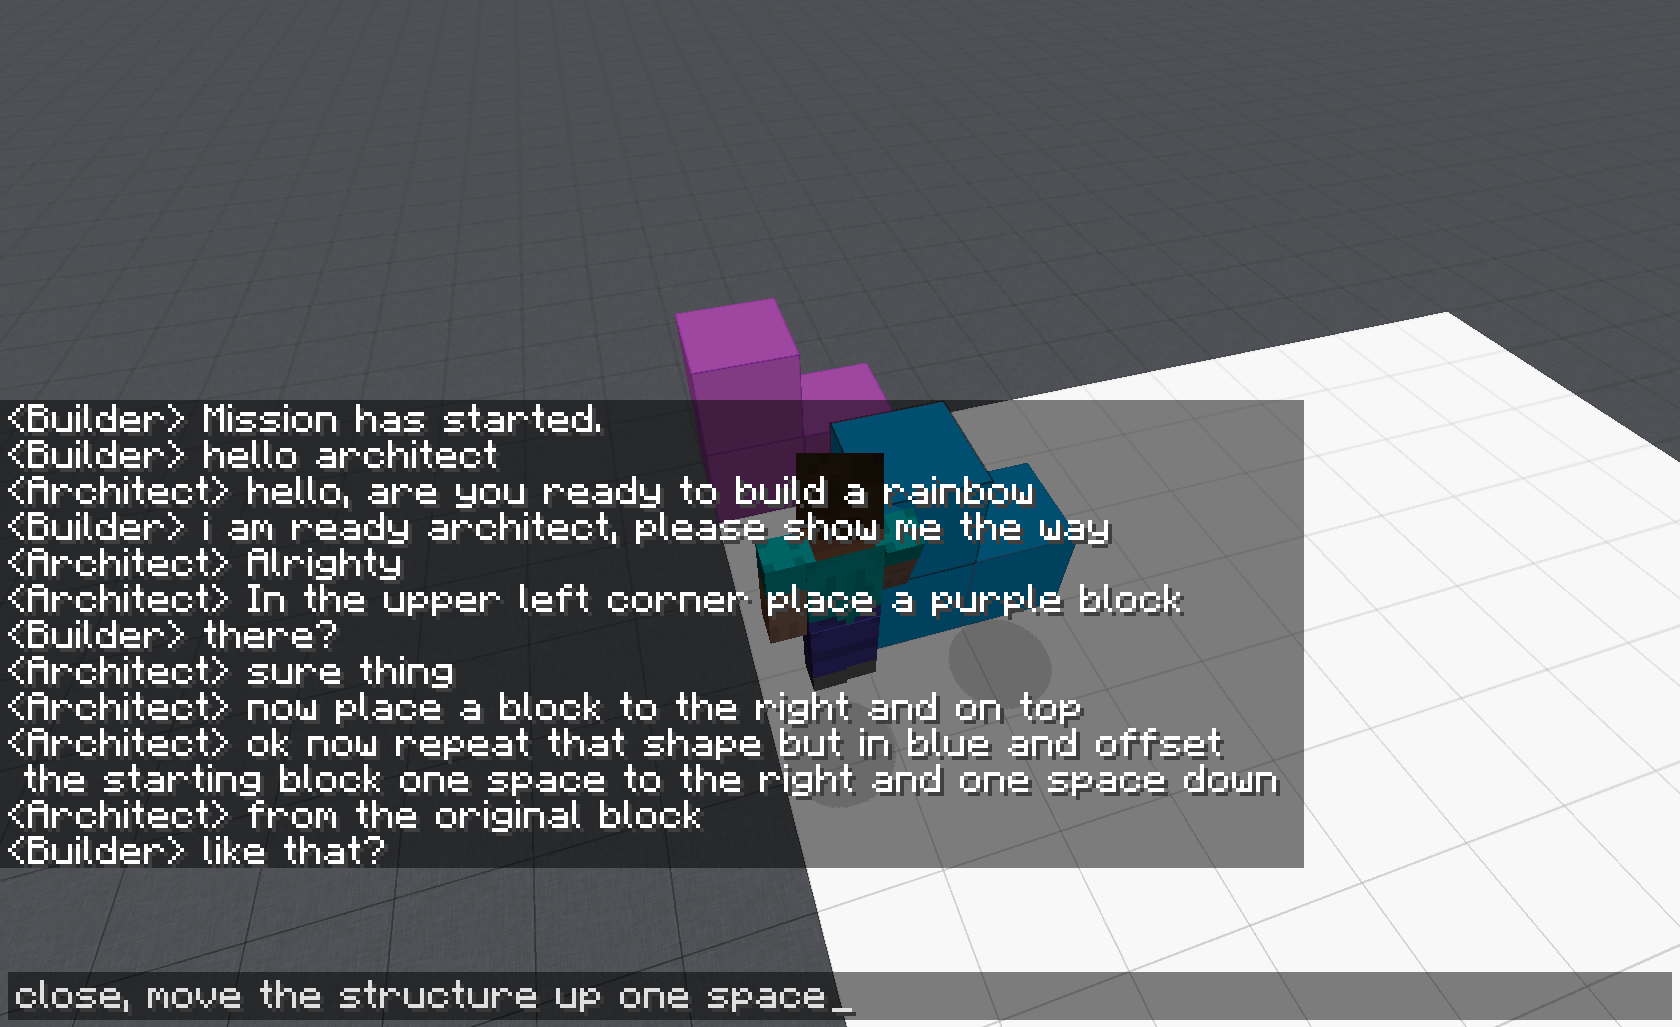 <Builder> Mission has started.
<Builder> hello architect
<Architect> hello, are you ready to build a rainbow
<Builder> i am ready architect, please show me the way
<Architect> Alrighty
<Architect> In the upper left corner place a purple block
<Builder> there?
<Architect> sure thing
<Architect> now place a block to the right and on top
<Architect> ok now repeat that shape but in blue and offset
the starting block one space to the right and one space down
<Architect> from the original block
<Builder> like that?
close, move the structure up one space_